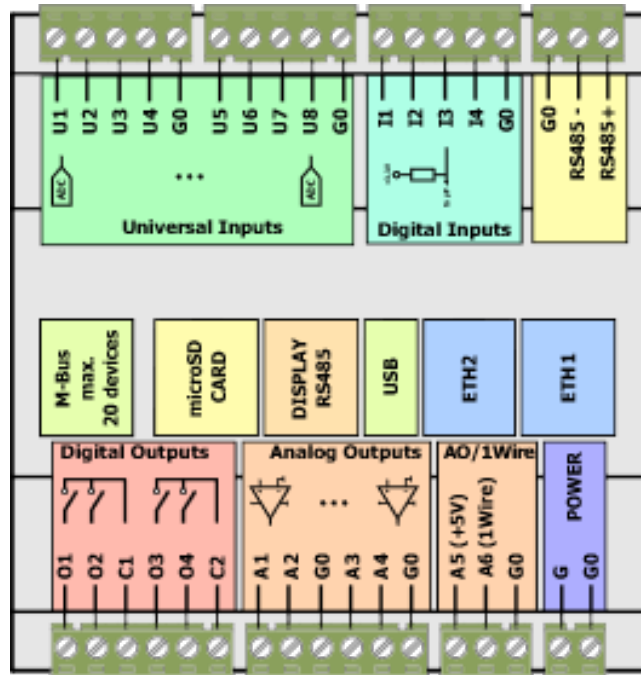 U1
U2
U3
U4
G0
U5
U6
U7
U8
G0
ADC
...
ADC
Universal Inputs
I1
I2
I3
I4
G0
Digital Inputs
G0
RS485 -
RS485+
M-Bus
max.
20 devices
microSD
CARD
DISPLAY
RS485
USB
ETH2
ETH1
Digital Outputs
O1
O2
C1
O3
O4
C2
Analog Outputs
...
A1
A2
G0
A3
A4
G0
AO/1Wire
A5 (+5V)
A6 (1Wire)
G0
POWER
G
G0